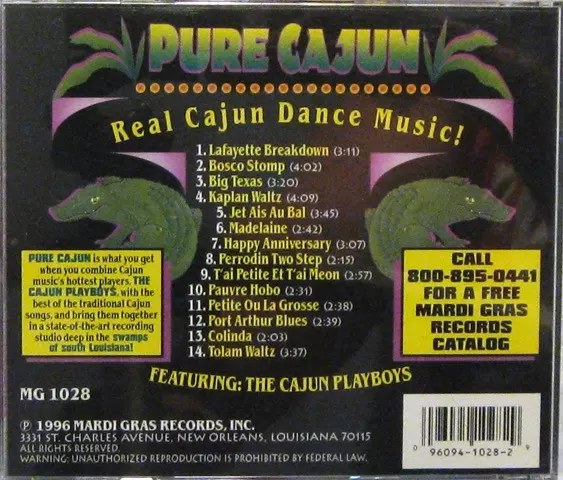 PURE CAJUN
Real Cajun Dance Music!
1. Lafayette Breakdown (3:11)
2. Bosco Stomp (4:02)
3. Big Texas (3:20)
4. Kaplan Waltz (4:09)
5. Jet Ais Au Bal (3:45)
6. Madelaine (2:42)
7. Happy Anniversary (3:07)
8. Perrodin Two Step (2:15)
9. T'ai Petite Et T'ai Meon (2:57)
10. Pauvre Hobo (2:31)
11. Petite Ou La Grosse (2:38)
12. Port Arthur Blues (2:39)
13. Colinda (2:03)
14. Tolam Waltz (3:37)
PURE CAJUN is what you get
when you combine Cajun
music's hottest players, THE
CAJUN PLAYBOYS, with the
best of the traditional Cajun
songs, and bring them together
in a state-of-the-art recording
studio deep in the swamps
of south Louisiana!
CALL
800-895-0441
FOR A FREE
MARDI GRAS
RECORDS
CATALOG
FEATURING: THE CAJUN PLAYBOYS
MG 1028
℗ 1996 MARDI GRAS RECORDS, INC.
3331 ST. CHARLES AVENUE, NEW ORLEANS, LOUISIANA 70115
ALL RIGHTS RESERVED.
WARNING: UNAUTHORIZED REPRODUCTION IS PROHIBITED BY FEDERAL LAW.
0 96094-1028-2 9